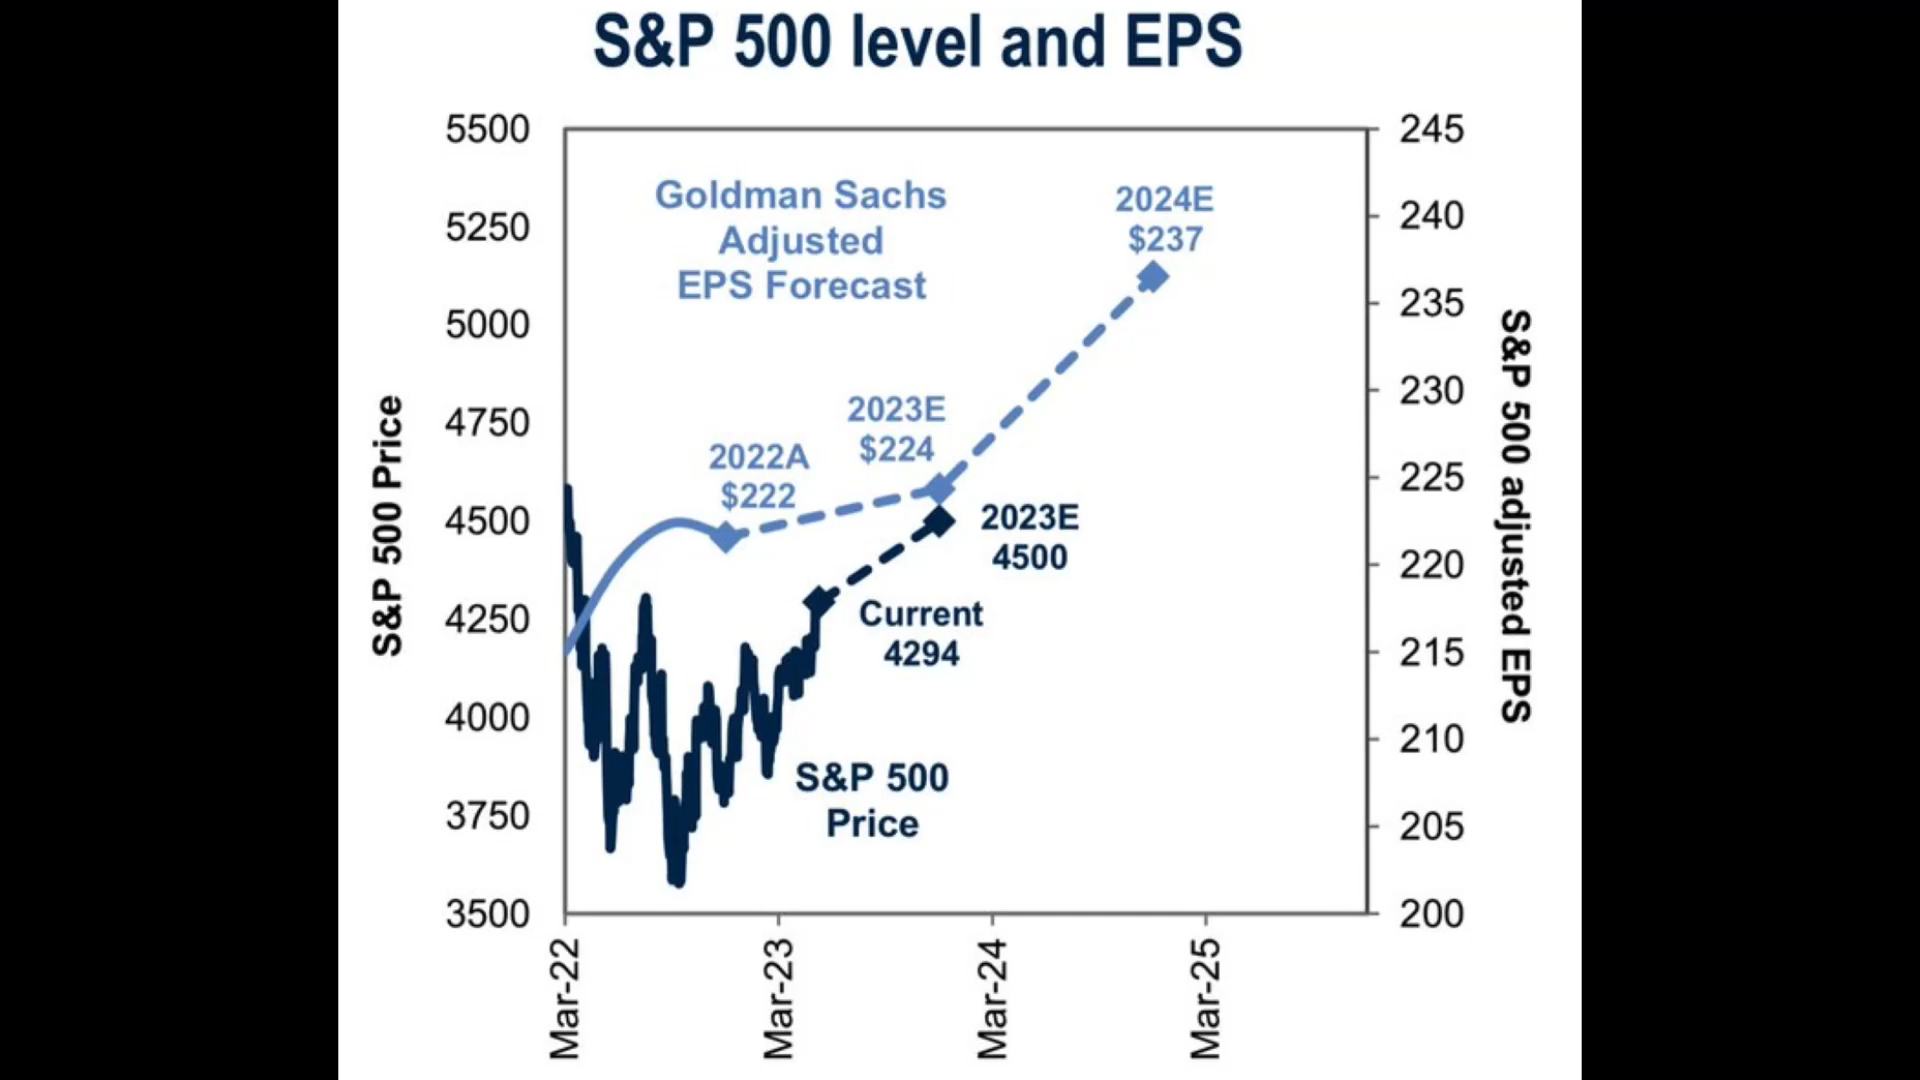 S&P 500 level and EPS
5500
5250
5000
4750
4500
4250
4000
3750
3500
S&P 500 Price
Goldman Sachs
Adjusted
EPS Forecast
2024E
$237
2023E
$224
2022A
$222
2023E
4500
Current
4294
S&P 500
Price
245
240
235
230
225
220
215
210
205
200
S&P 500 adjusted EPS
Mar-22
Mar-23
Mar-24
Mar-25